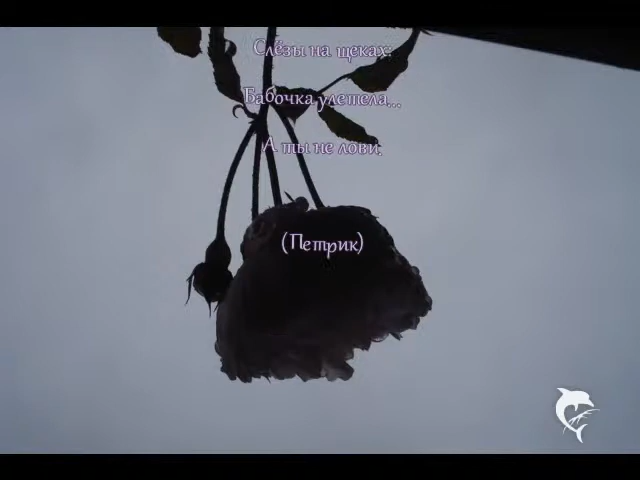 Слёзы на щеках:
Бабочка улетела...
А ты не лови.
(Петрик)